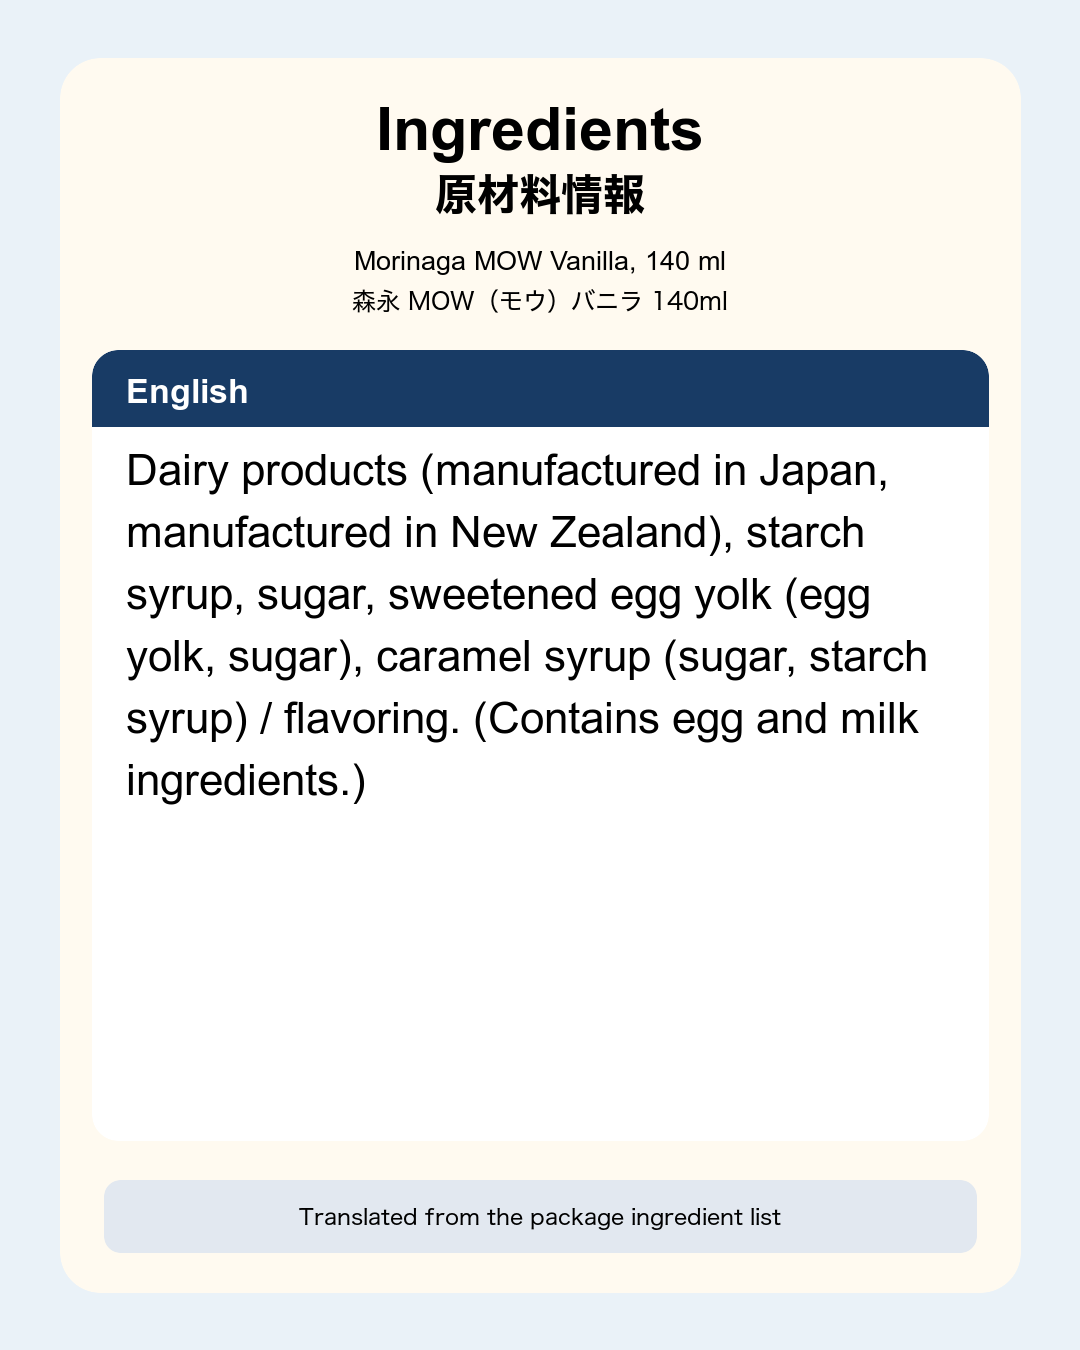 Ingredients
原材料情報
Morinaga MOW Vanilla, 140 ml
森永 MOW（モウ）バニラ 140ml
English
Dairy products (manufactured in Japan,
manufactured in New Zealand), starch
syrup, sugar, sweetened egg yolk (egg
yolk, sugar), caramel syrup (sugar, starch
syrup) / flavoring. (Contains egg and milk
ingredients.)
Translated from the package ingredient list